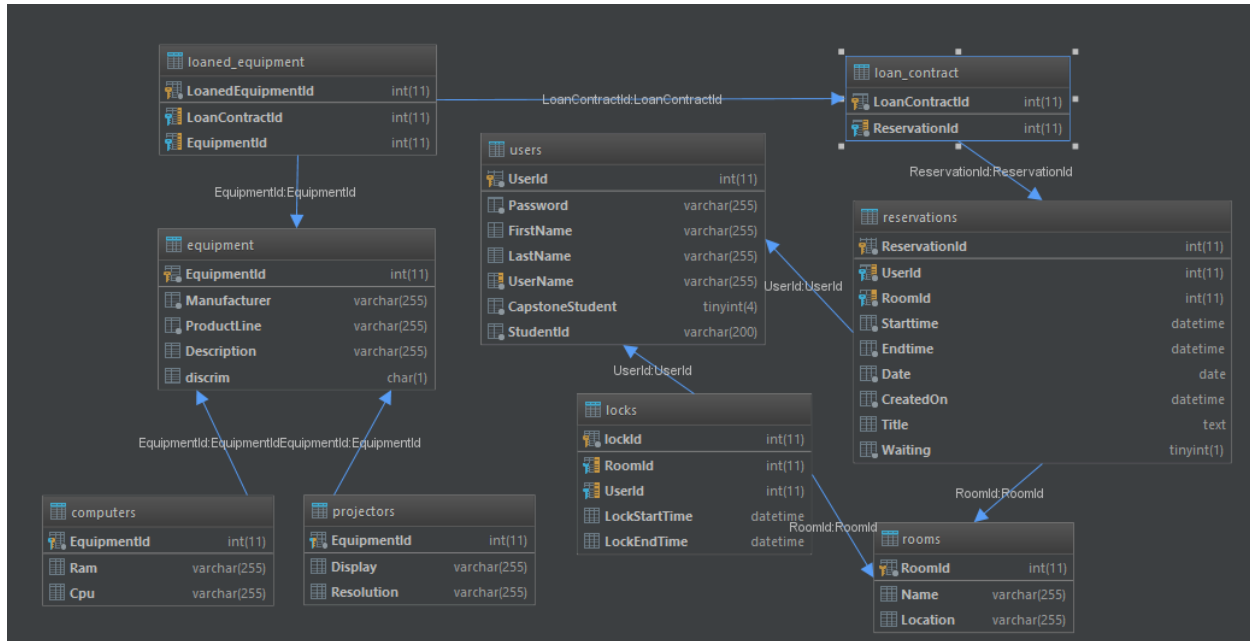 loaned_equipment
LoanedEquipmentId int(11)
LoanContractId int(11)
EquipmentId int(11)
LoanContractId:LoanContractId
loan_contract
LoanContractId int(11)
ReservationId int(11)
EquipmentId:EquipmentId
ReservationId:ReservationId
users
UserId int(11)
Password varchar(255)
FirstName varchar(255)
LastName varchar(255)
UserName varchar(255)
CapstoneStudent tinyint(4)
StudentId varchar(200)
UserId:UserId
reservations
ReservationId int(11)
UserId int(11)
RoomId int(11)
Starttime datetime
Endtime datetime
Date date
CreatedOn datetime
Title text
Waiting tinyint(1)
equipment
EquipmentId int(11)
Manufacturer varchar(255)
ProductLine varchar(255)
Description varchar(255)
discrim char(1)
UserId:UserId
locks
lockId int(11)
RoomId int(11)
UserId int(11)
LockStartTime datetime
LockEndTime datetime
EquipmentId:EquipmentIdEquipmentId:EquipmentId
RoomId:RoomId
RoomId:RoomId
computers
EquipmentId int(11)
Ram varchar(255)
Cpu varchar(255)
projectors
EquipmentId int(11)
Display varchar(255)
Resolution varchar(255)
rooms
RoomId int(11)
Name varchar(255)
Location varchar(255)